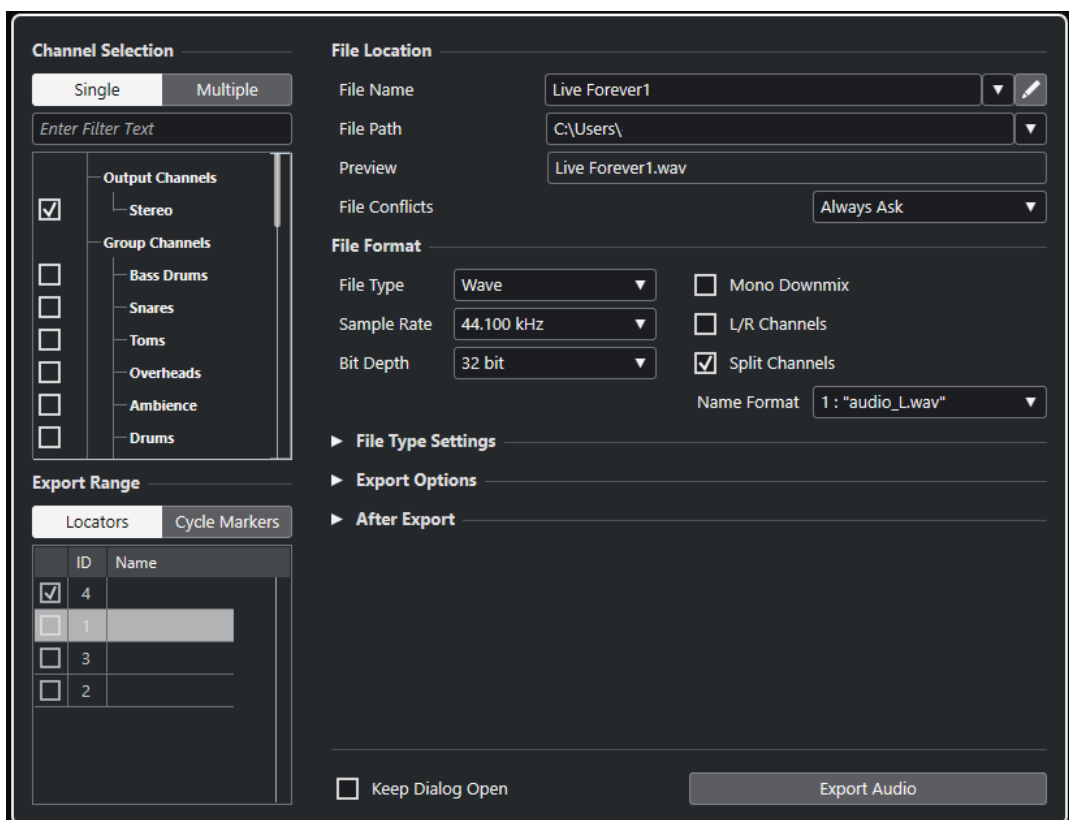 Channel Selection
Single Multiple
Enter Filter Text
Output Channels
Stereo
Group Channels
Bass Drums
Snares
Toms
Overheads
Ambience
Drums
Export Range
Locators Cycle Markers
ID Name
4
1
3
2
File Location
File Name Live Forever1
File Path C:\Users\
Preview Live Forever1.wav
File Conflicts Always Ask
File Format
File Type Wave Mono Downmix
Sample Rate 44.100 kHz L/R Channels
Bit Depth 32 bit Split Channels
Name Format 1 : "audio_L.wav"
File Type Settings
Export Options
After Export
Keep Dialog Open Export Audio